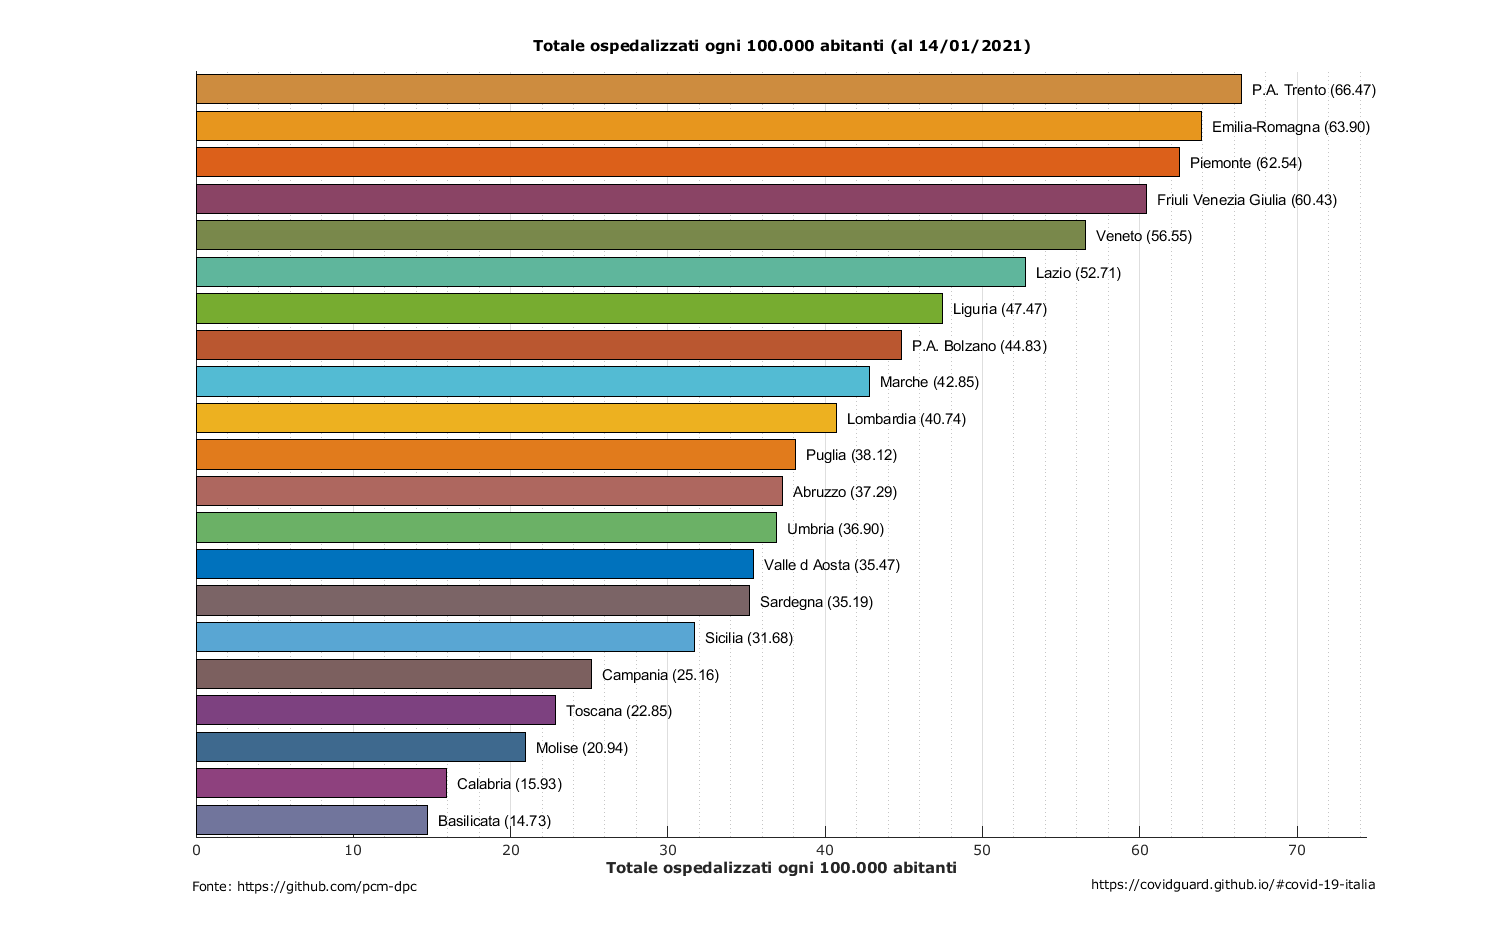 Totale ospedalizzati ogni 100.000 abitanti (al 14/01/2021)
P.A. Trento (66.47)
Emilia-Romagna (63.90)
Piemonte (62.54)
Friuli Venezia Giulia (60.43)
Veneto (56.55)
Lazio (52.71)
Liguria (47.47)
P.A. Bolzano (44.83)
Marche (42.85)
Lombardia (40.74)
Puglia (38.12)
Abruzzo (37.29)
Umbria (36.90)
Valle d Aosta (35.47)
Sardegna (35.19)
Sicilia (31.68)
Campania (25.16)
Toscana (22.85)
Molise (20.94)
Calabria (15.93)
Basilicata (14.73)
0 10 20 30 40 50 60 70
Totale ospedalizzati ogni 100.000 abitanti
Fonte: https://github.com/pcm-dpc
https://covidguard.github.io/#covid-19-italia